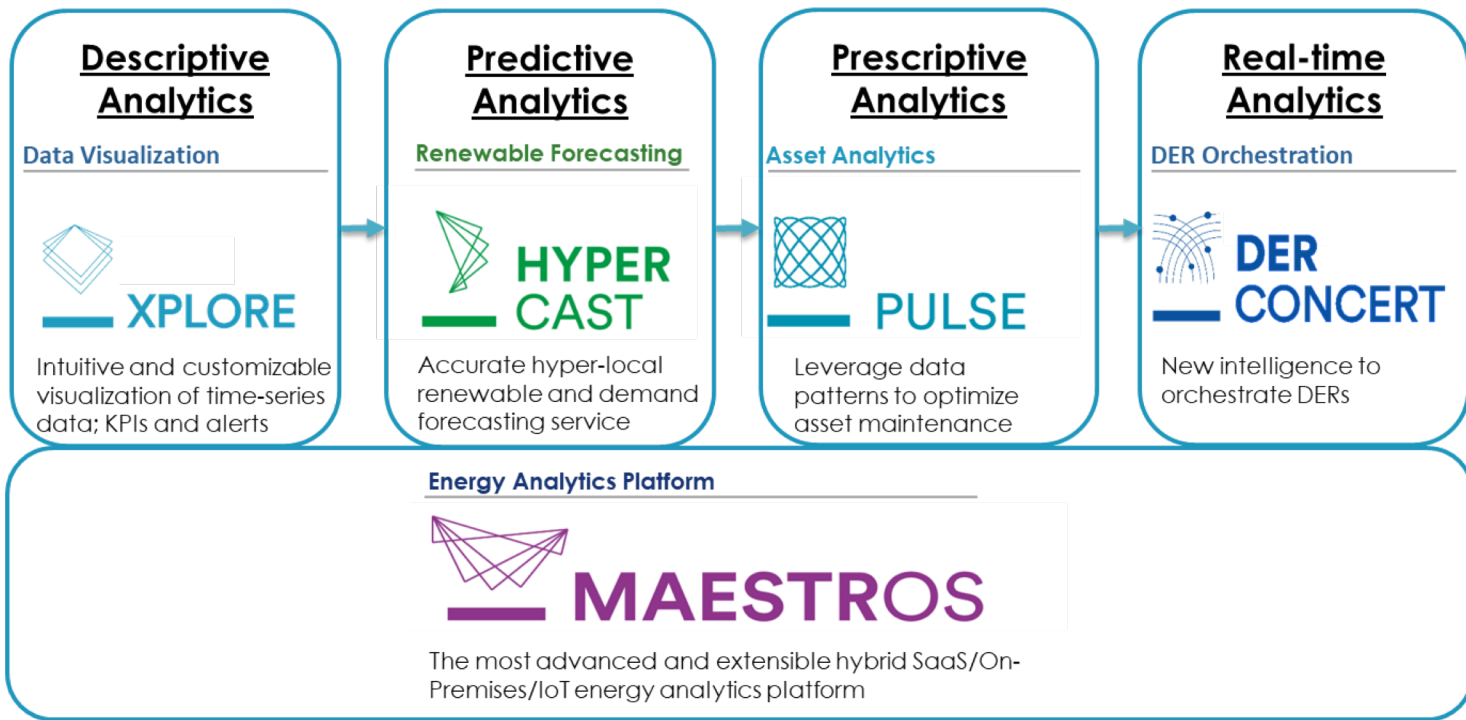 Descriptive
Analytics
Data Visualization
XPLORE
Intuitive and customizable
visualization of time-series
data; KPIs and alerts
Predictive
Analytics
Renewable Forecasting
HYPER
CAST
Accurate hyper-local
renewable and demand
forecasting service
Prescriptive
Analytics
Asset Analytics
PULSE
Leverage data
patterns to optimize
asset maintenance
Real-time
Analytics
DER Orchestration
DER
CONCERT
New intelligence to
orchestrate DERs
Energy Analytics Platform
MAESTROS
The most advanced and extensible hybrid SaaS/On-
Premises/IoT energy analytics platform